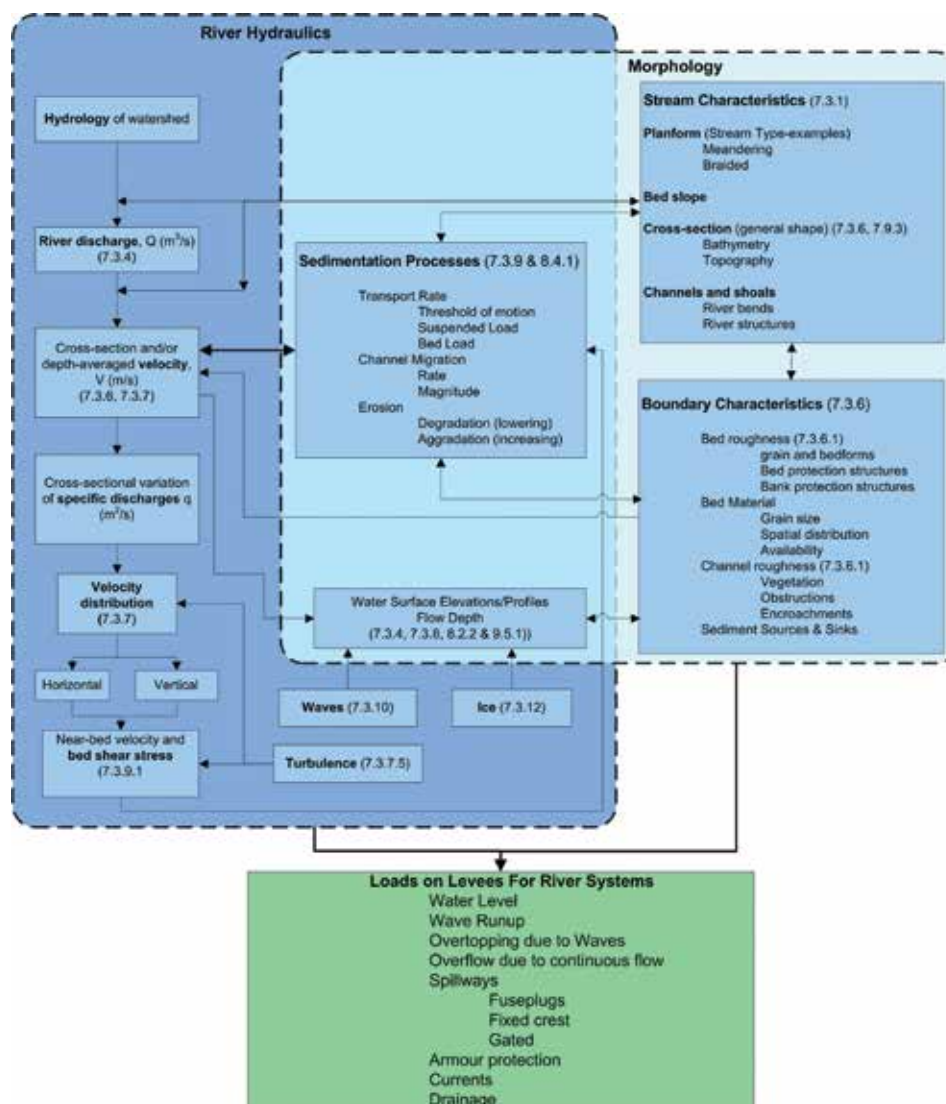 River Hydraulics
Hydrology of watershed
River discharge, Q (m³/s)
(7.3.4)
Cross-section and/or
depth-averaged velocity,
V (m/s)
(7.3.6, 7.3.7)
Cross-sectional variation
of specific discharges q
(m²/s)
Velocity
distribution
(7.3.7)
Horizontal
Vertical
Near-bed velocity and
bed shear stress
(7.3.9.1
Sedimentation Processes (7.3.9 & 8.4.1)
Transport Rate
Threshold of motion
Suspended Load
Bed Load
Channel Migration
Rate
Magnitude
Erosion
Degradation (lowering)
Aggradation (increasing)
Water Surface Elevations/Profiles
Flow Depth
(7.3.4, 7.3.6, 8.2.2 & 9.5.1))
Waves (7.3.10)
Ice (7.3.12)
Turbulence (7.3.7.5)
Morphology
Stream Characteristics (7.3.1)
Planform (Stream Type-examples)
Meandering
Braided
Bed slope
Cross-section (general shape) (7.3.6, 7.9.3)
Bathymetry
Topography
Channels and shoals
River bends
River structures
Boundary Characteristics (7.3.6)
Bed roughness (7.3.6.1)
grain and bedforms
Bed protection structures
Bank protection structures
Bed Material
Grain size
Spatial distribution
Availability
Channel roughness (7.3.6.1)
Vegetation
Obstructions
Encroachments
Sediment Sources & Sinks
Loads on Levees For River Systems
Water Level
Wave Runup
Overtopping due to Waves
Overflow due to continuous flow
Spillways
Fuseplugs
Fixed crest
Gated
Armour protection
Currents
Drainage